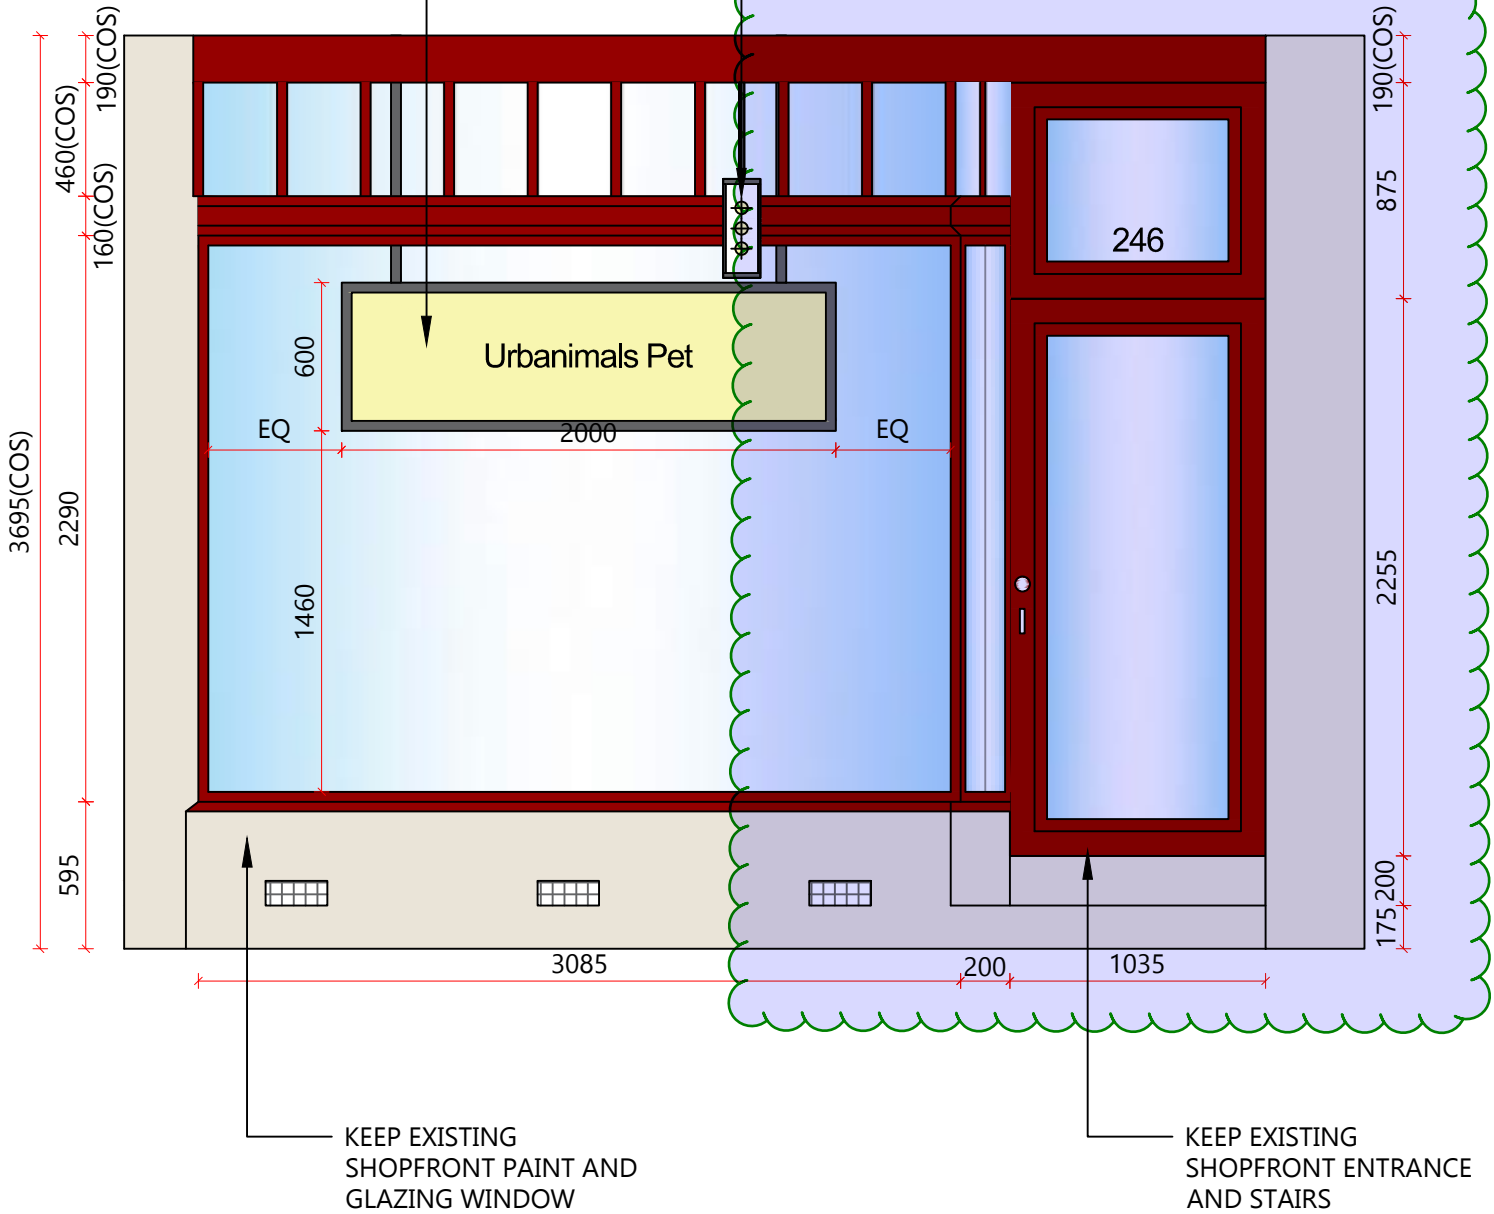 190(COS)
190(COS)
460(COS)
160(COS)
875
246
600
Urbanimals Pet
EQ
2000
EQ
3695(COS)
2290
1460
2255
595
200
175
3085
200
1035
KEEP EXISTING
SHOPFRONT PAINT AND
GLAZING WINDOW
KEEP EXISTING
SHOPFRONT ENTRANCE
AND STAIRS